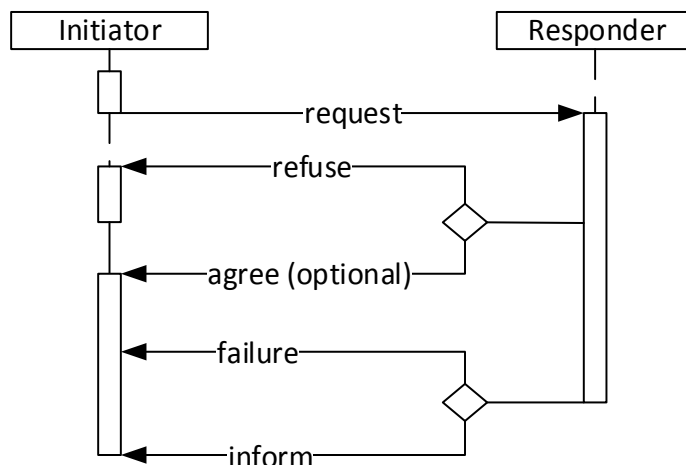 Initiator
Responder
request
refuse
agree (optional)
failure
inform